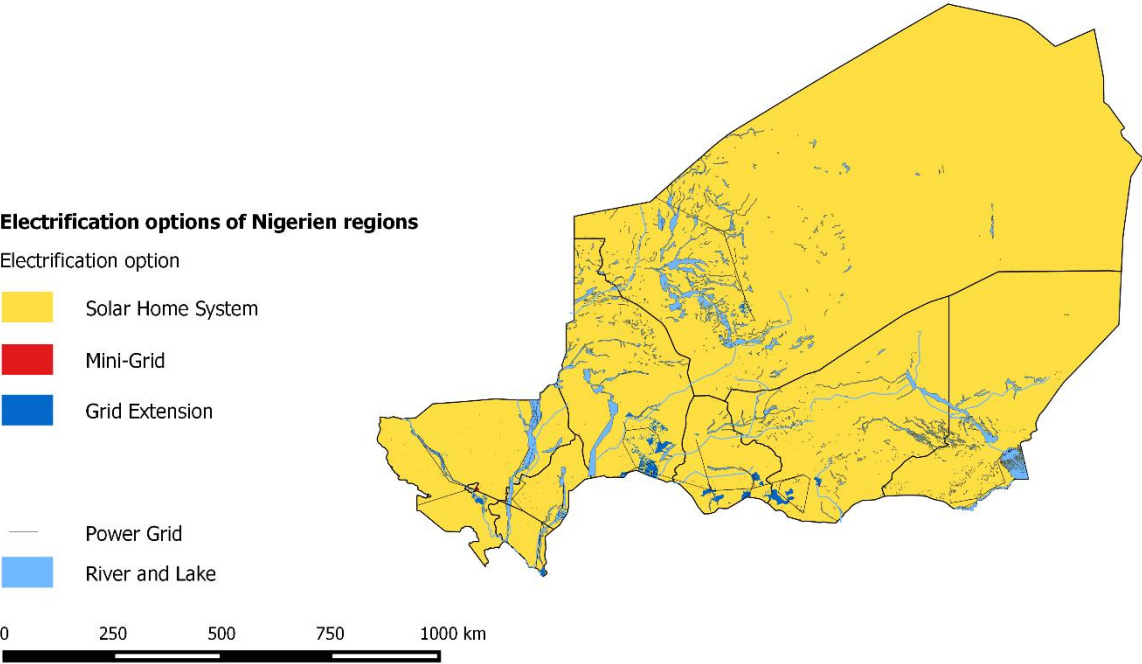 Electrification options of Nigerien regions
Electrification option
Solar Home System
Mini-Grid
Grid Extension
Power Grid
River and Lake
0 250 500 750 1000 km